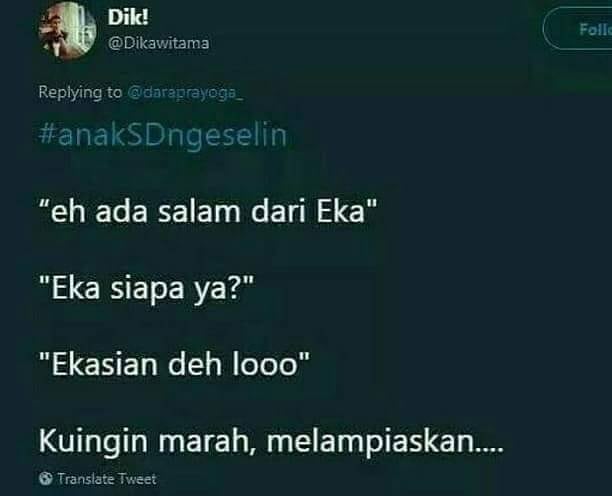 Dik!
@Dikawitama
Replying to @daraprayoga_
#anakSDngeselin
“eh ada salam dari Eka"
"Eka siapa ya?"
"Ekasian deh looo"
Kuingin marah, melampiaskan....
Translate Tweet